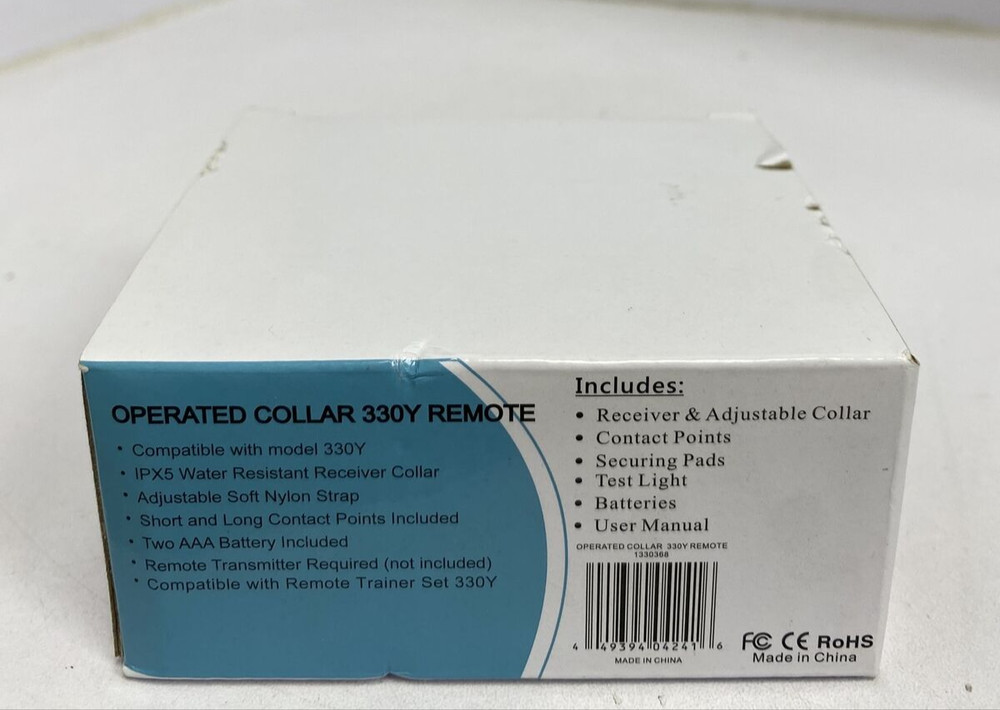 OPERATED COLLAR 330Y REMOTE
• Compatible with model 330Y
• IPX5 Water Resistant Receiver Collar
• Adjustable Soft Nylon Strap
• Short and Long Contact Points Included
• Two AAA Battery Included
• Remote Transmitter Required (not included)
• Compatible with Remote Trainer Set 330Y
Includes:
• Receiver & Adjustable Collar
• Contact Points
• Securing Pads
• Test Light
• Batteries
• User Manual
OPERATED COLLAR 330Y REMOTE
1330368
4 49394 04241 6
MADE IN CHINA
FC CE RoHS
Made in China